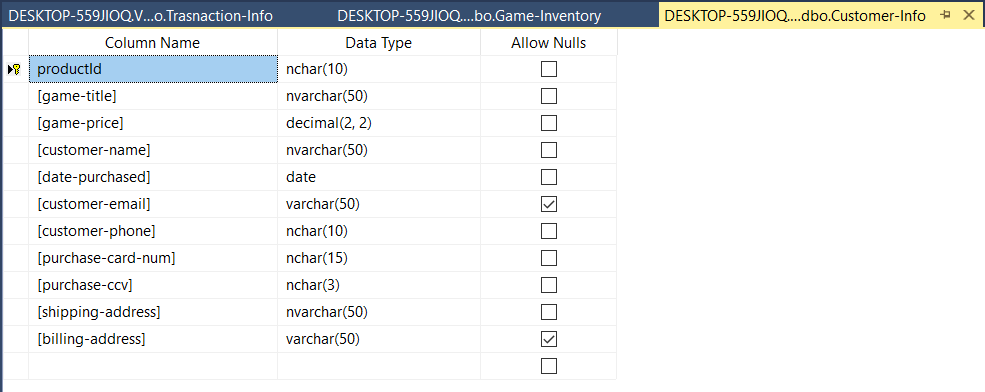 DESKTOP-559JIOQ.V...o.Trasnaction-Info DESKTOP-559JIOQ....bo.Game-Inventory DESKTOP-559JIOQ....dbo.Customer-Info
Column Name Data Type Allow Nulls
productId nchar(10)
[game-title] nvarchar(50)
[game-price] decimal(2, 2)
[customer-name] nvarchar(50)
[date-purchased] date
[customer-email] varchar(50)
[customer-phone] nchar(10)
[purchase-card-num] nchar(15)
[purchase-ccv] nchar(3)
[shipping-address] nvarchar(50)
[billing-address] varchar(50)